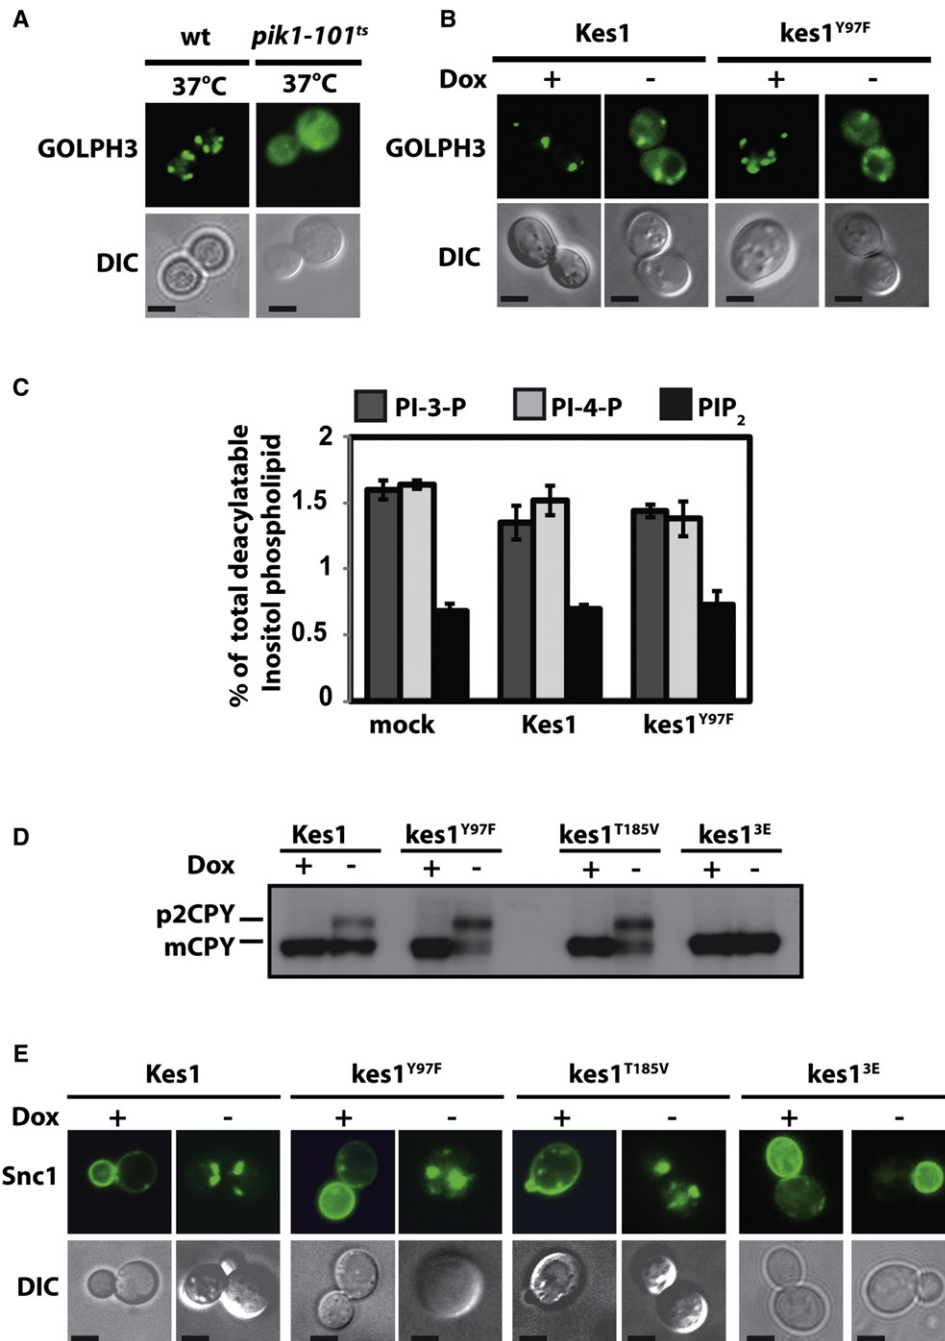 A
wt pik1-101ts
37°C 37°C
GOLPH3
DIC
B
Kes1 kes1Y97F
Dox + - + -
GOLPH3
DIC
C
PI-3-P PI-4-P PIP2
% of total deacylatable
Inositol phospholipid
2
1.5
1
0.5
0
mock Kes1 kes1Y97F
D
Kes1 kes1Y97F kes1T185V kes13E
Dox + - + - + - + -
p2CPY
mCPY
E
Kes1 kes1Y97F kes1T185V kes13E
Dox + - + - + - + -
Snc1
DIC